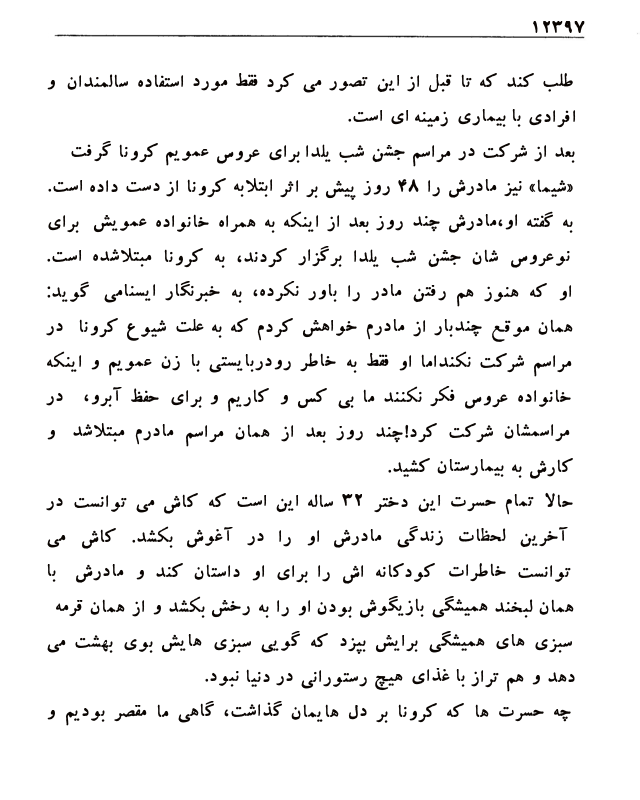 ۱۲۳۹۷
طلب کند که تا قبل از این تصور می کرد فقط مورد استفاده سالمندان و
افرادی با بیماری زمینه ای است.
بعد از شرکت در مراسم جشن شب یلدا برای عروس عمویم کرونا گرفت
«شیما» نیز مادرش را ۴۸ روز پیش بر اثر ابتلابه کرونا از دست داده است.
به گفته او،مادرش چند روز بعد از اینکه به همراه خانواده عمویش برای
نوعروس شان جشن شب یلدا برگزار کردند، به کرونا مبتلاشده است.
او که هنوز هم رفتن مادر را باور نکرده، به خبرنگار ایسنامی گوید:
همان موقع چندبار از مادرم خواهش کردم که به علت شیوع کرونا در
مراسم شرکت نکنداما او فقط به خاطر رودربایستی با زن عمویم و اینکه
خانواده عروس فکر نکنند ما بی کس و کاریم و برای حفظ آبرو، در
مراسمشان شرکت کرد!چند روز بعد از همان مراسم مادرم مبتلاشد و
کارش به بیمارستان کشید.
حالا تمام حسرت این دختر ۳۲ ساله این است که کاش می توانست در
آخرین لحظات زندگی مادرش او را در آغوش بکشد. کاش می
توانست خاطرات کودکانه اش را برای او داستان کند و مادرش با
همان لبخند همیشگی بازیگوش بودن او را به رخش بکشد و از همان قرمه
سبزی های همیشگی برایش بپزد که گویی سبزی هایش بوی بهشت می
دهد و هم تراز با غذای هیچ رستورانی در دنیا نبود.
چه حسرت ها که کرونا بر دل هایمان گذاشت، گاهی ما مقصر بودیم و